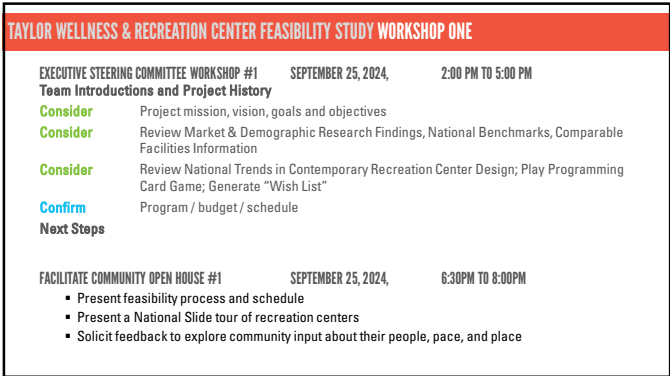 TAYLOR WELLNESS & RECREATION CENTER FEASIBILITY STUDY WORKSHOP ONE
EXECUTIVE STEERING COMMITTEE WORKSHOP #1 SEPTEMBER 25, 2024, 2:00 PM TO 5:00 PM
Team Introductions and Project History
Consider Project mission, vision, goals and objectives
Consider Review Market & Demographic Research Findings, National Benchmarks, Comparable
Facilities Information
Consider Review National Trends in Contemporary Recreation Center Design; Play Programming
Card Game; Generate “Wish List”
Confirm Program / budget / schedule
Next Steps
FACILITATE COMMUNITY OPEN HOUSE #1 SEPTEMBER 25, 2024, 6:30PM TO 8:00PM
▪ Present feasibility process and schedule
▪ Present a National Slide tour of recreation centers
▪ Solicit feedback to explore community input about their people, pace, and place